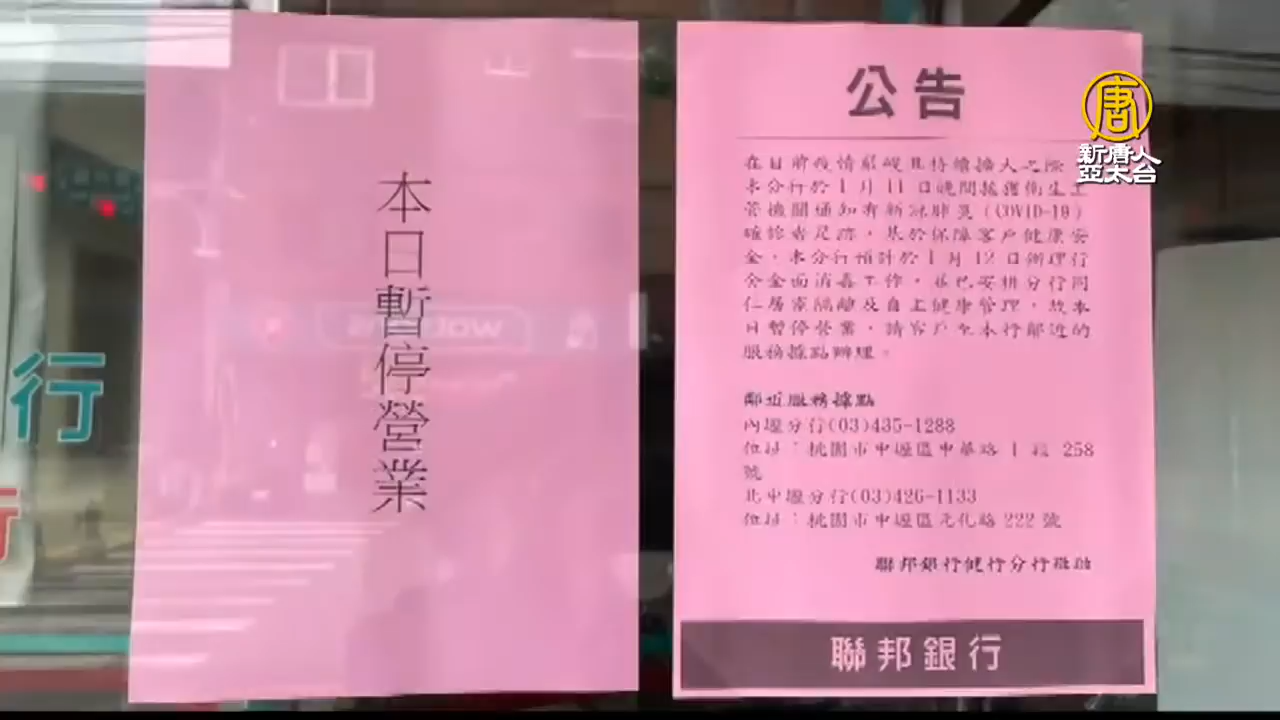 本日暫停營業
公告
在目前疫情嚴峻且持續擴大之際
本分行於1月11日晚間接獲衛生主
管機關通知有新冠肺炎(COVID-19)
確診者足跡，基於保障客戶健康安
全，本分行預計於1月12日辦理行
舍全面消毒工作，並已安排分行同
仁居家隔離及自主健康管理，故本
日暫停營業，請客戶至本行鄰近的
服務據點辦理。
鄰近服務據點
內壢分行(03)435-1288
位址：桃園市中壢區中華路1段 258
號
北中壢分行(03)426-1133
位址：桃園市中壢區元化路222號
聯邦銀行健行分行敬啟
聯邦銀行
唐
新唐人
亞太台
行
行